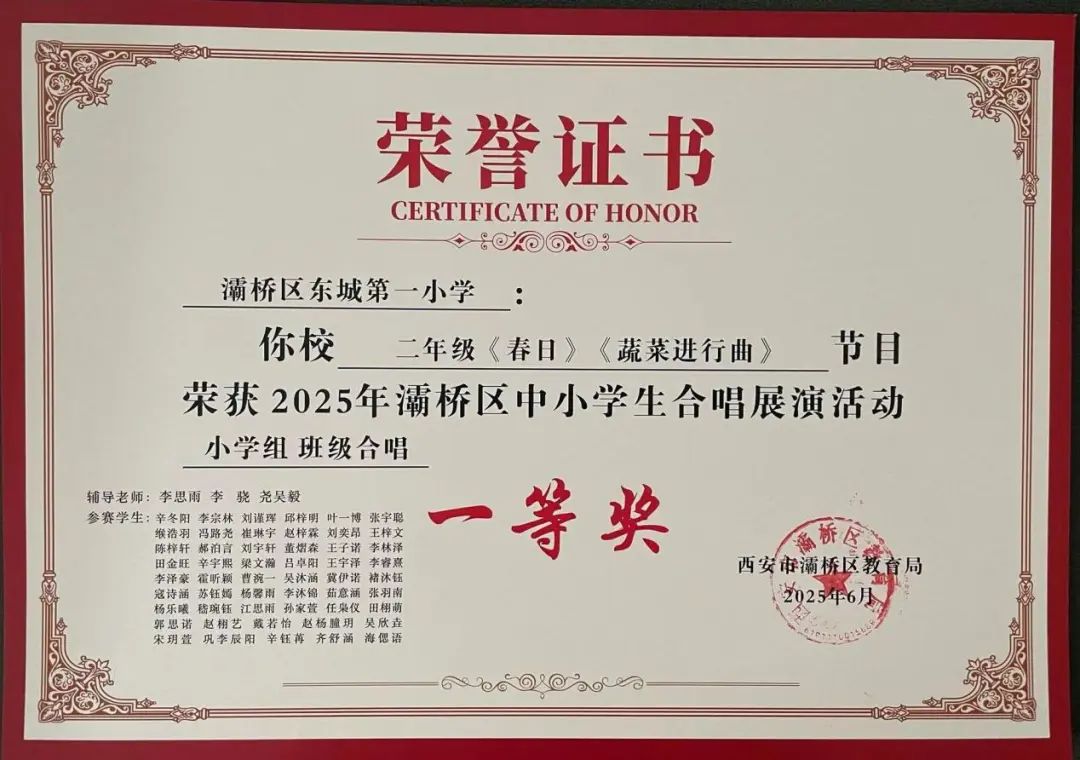 荣誉证书
CERTIFICATE OF HONOR
灞桥区东城第一小学：
你校 二年级《春日》《蔬菜进行曲》 节目
荣获 2025年灞桥区中小学生合唱展演活动
小学组 班级合唱
一等奖
辅导老师：李思雨 李 骁 尧吴毅
参赛学生：辛冬阳 李宗林 刘谨珲 邱梓明 叶一博 张宇聪
缑浩羽 冯路尧 崔琳宇 赵梓霖 刘奕昂 王梓文
陈梓轩 郝泊言 刘宇轩 董熠森 王子诺 李林泽
田金旺 辛宇熙 梁文瀚 吕卓阳 王宇泽 李睿熹
李泽豪 霍昕颖 曹涴一 吴沐涵 冀伊诺 褚沐钰
寇诗涵 苏钰嫣 杨馨雨 李沐锦 茹意涵 张羽南
杨乐曦 嵇琬钰 江思雨 孙家萱 任枭仪 田栩萌
郭思诺 赵栩艺 戴若怡 赵杨朣玥 吴欣垚
宋玥萱 巩李辰阳 辛钰苒 齐舒涵 海偲语
西安市灞桥区教育局
2025年6月